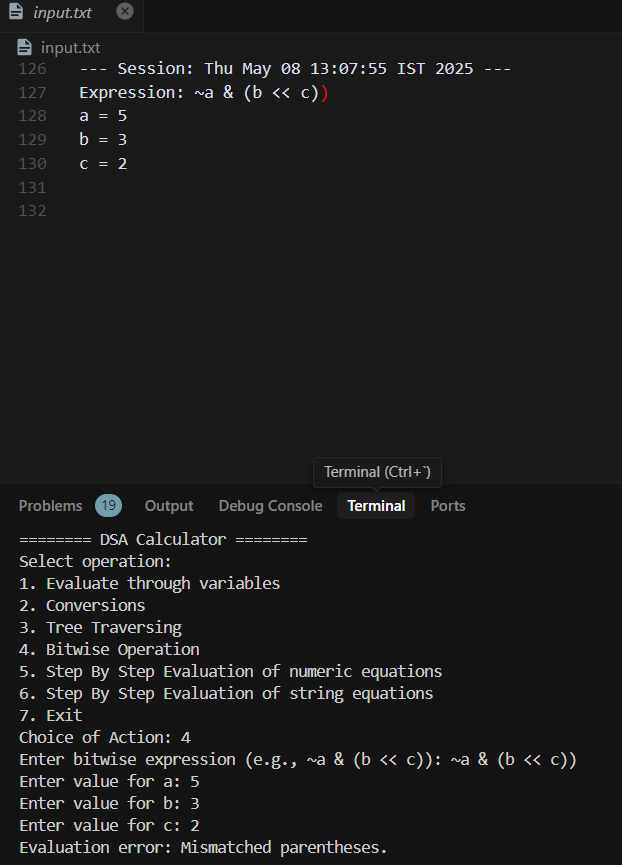 input.txt
input.txt
126 --- Session: Thu May 08 13:07:55 IST 2025 ---
127 Expression: ~a & (b << c))
128 a = 5
129 b = 3
130 c = 2
131
132
Terminal (Ctrl+`)
Problems 19 Output Debug Console Terminal Ports
======== DSA Calculator ========
Select operation:
1. Evaluate through variables
2. Conversions
3. Tree Traversing
4. Bitwise Operation
5. Step By Step Evaluation of numeric equations
6. Step By Step Evaluation of string equations
7. Exit
Choice of Action: 4
Enter bitwise expression (e.g., ~a & (b << c)): ~a & (b << c))
Enter value for a: 5
Enter value for b: 3
Enter value for c: 2
Evaluation error: Mismatched parentheses.